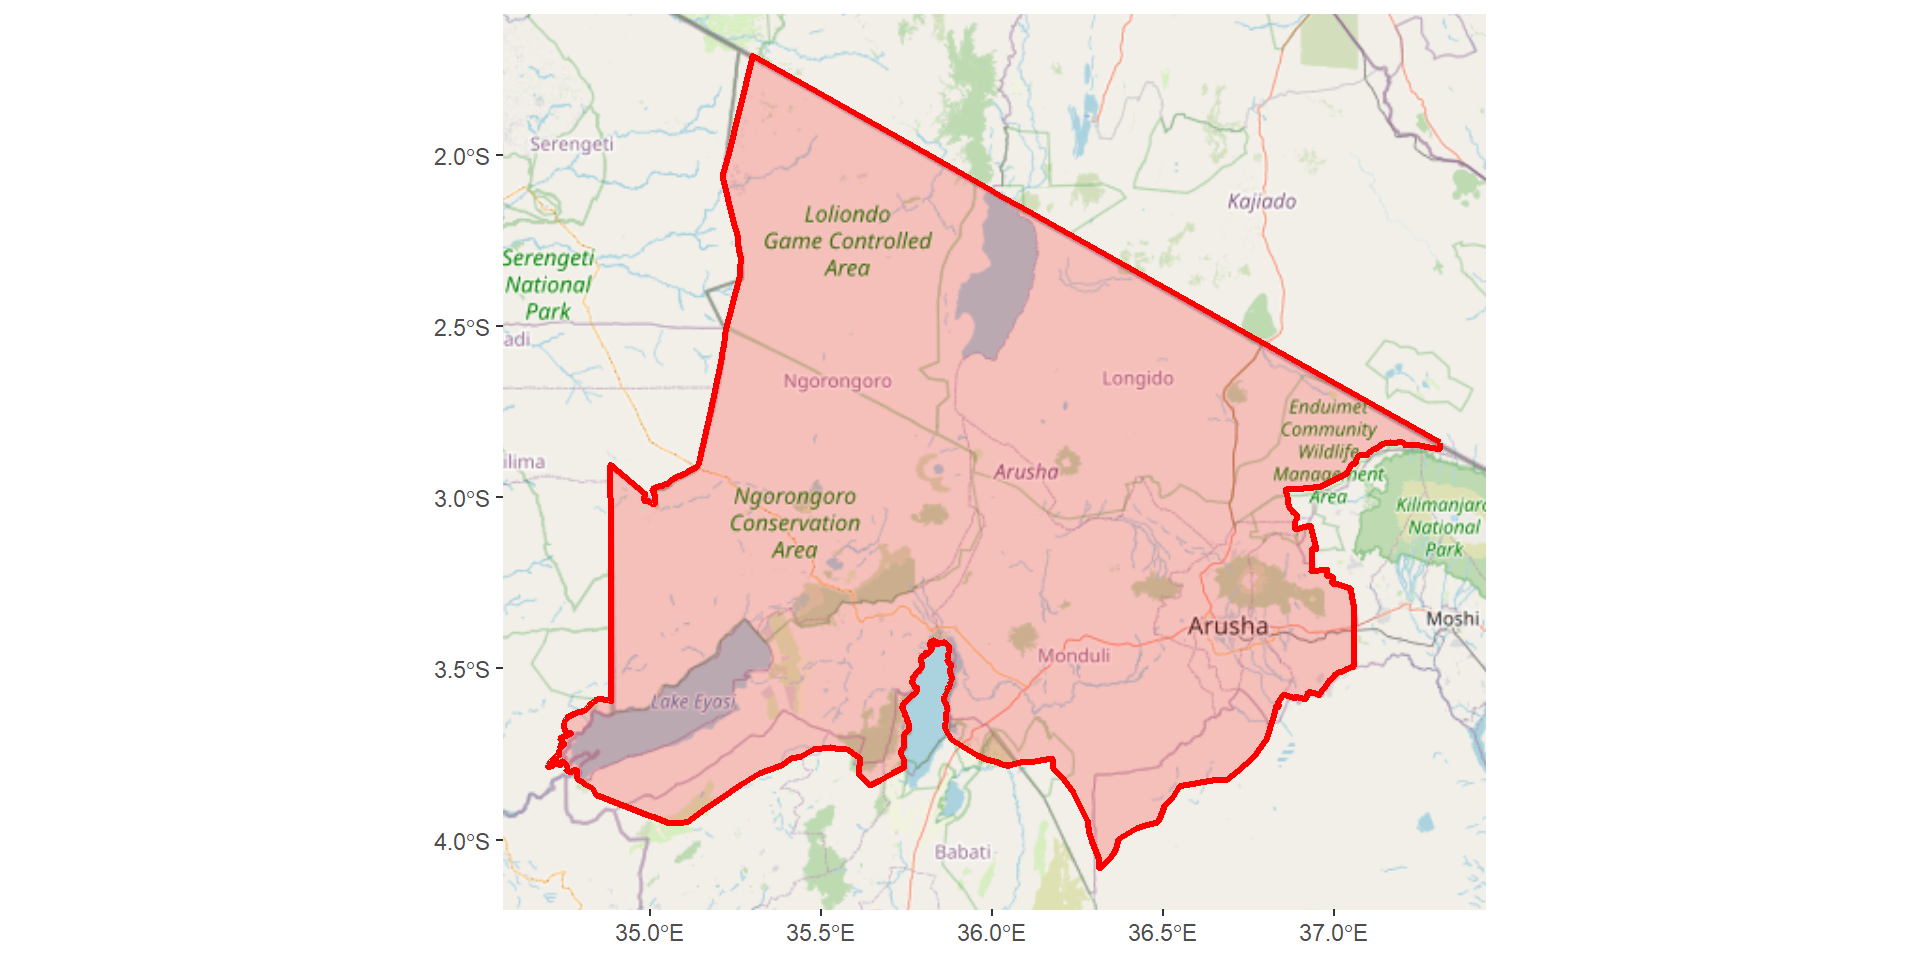 2.0°S
2.5°S
3.0°S
3.5°S
4.0°S
35.0°E
35.5°E
36.0°E
36.5°E
37.0°E
Serengeti
Kajiado
Loliondo
Game Controlled
Area
Serengeti
National
Park
adi
Ngorongoro
Longido
Enduimet
Community
Wildlife
Management
Area
ilima
Arusha
Ngorongoro
Conservation
Area
Kilimanjaro
National
Park
Arusha
Moshi
Monduli
Lake Eyasi
Babati